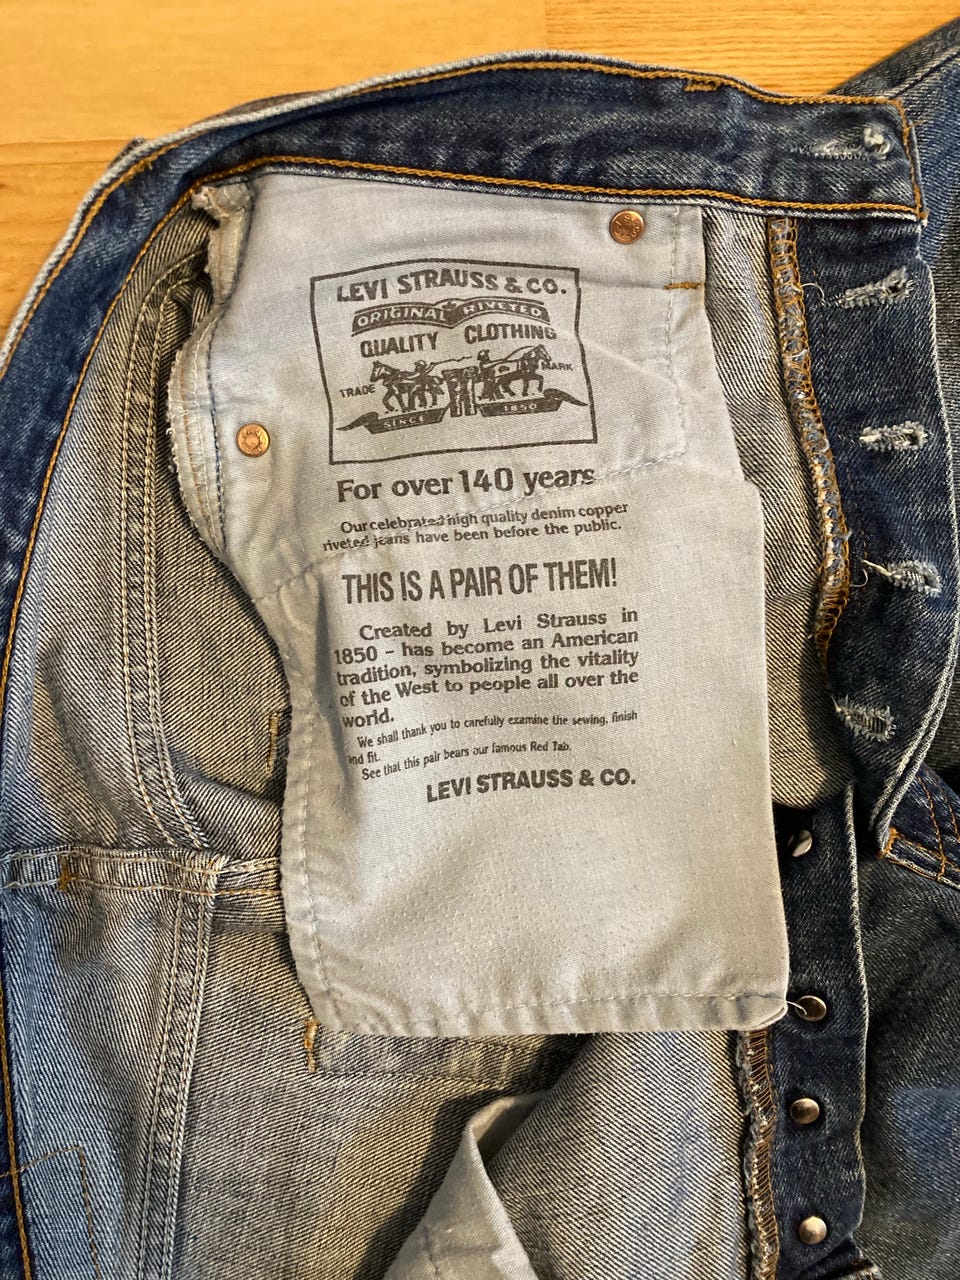 LEVI STRAUSS & CO.
ORIGINAL RIVETED
QUALITY CLOTHING
TRADE MARK
SINCE 1850
For over 140 years
Our celebrated high quality denim copper
riveted jeans have been before the public.
THIS IS A PAIR OF THEM!
Created by Levi Strauss in
1850 – has become an American
tradition, symbolizing the vitality
of the West to people all over the
world.
We shall thank you to carefully examine the sewing, finish
and fit.
See that this pair bears our famous Red Tab.
LEVI STRAUSS & CO.